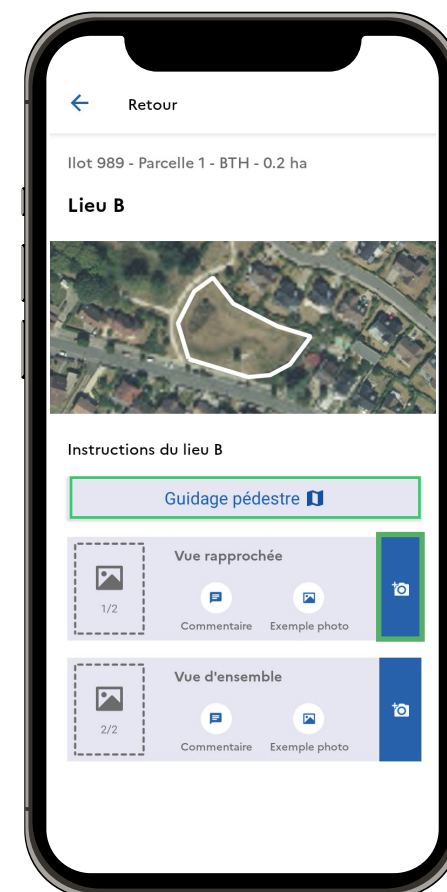 Retour
Ilot 989 - Parcelle 1 - BTH - 0.2 ha
Lieu B
Instructions du lieu B
Guidage pédestre
Vue rapprochée
1/2
Commentaire Exemple photo
Vue d'ensemble
2/2
Commentaire Exemple photo